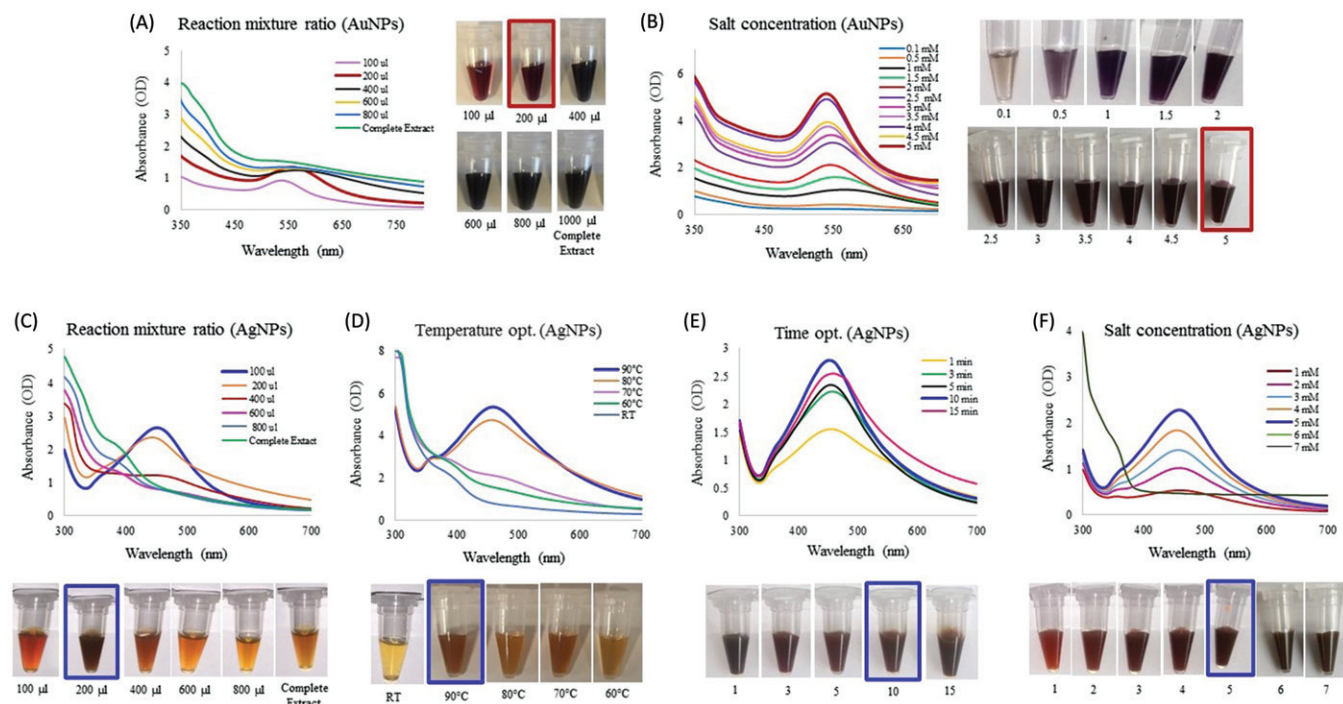 (A)
Reaction mixture ratio (AuNPs)
Absorbance (OD)
5
4
3
2
1
0
350
450
550
650
750
Wavelength (nm)
100 ul
200 ul
400 ul
600 ul
800 ul
Complete Extract
100 µl
200 µl
400 µl
600 µl
800 µl
1000 µl
Complete
Extract
(B)
Salt concentration (AuNPs)
Absorbance (OD)
6
4
2
0
350
450
550
650
Wavelength (nm)
0.1 mM
0.5 mM
1 mM
1.5 mM
2 mM
2.5 mM
3 mM
3.5 mM
4 mM
4.5 mM
5 mM
0.1
0.5
1
1.5
2
2.5
3
3.5
4
4.5
5
(C)
Reaction mixture ratio (AgNPs)
Absorbance (OD)
5
4
3
2
1
0
300
400
500
600
700
Wavelength (nm)
100 ul
200 ul
400 ul
600 ul
800 ul
Complete Extact
100 µl
200 µl
400 µl
600 µl
800 µl
Complete
Extract
(D)
Temperature opt. (AgNPs)
Absorbance (OD)
8
6
4
2
0
300
400
500
600
700
Wavelength (nm)
90°C
80°C
70°C
60°C
RT
RT
90°C
80°C
70°C
60°C
(E)
Time opt. (AgNPs)
Absorbance (OD)
3
2.5
2
1.5
1
0.5
0
300
400
500
600
700
Wavelength (nm)
1 min
3 min
5 min
10 min
15 min
1
3
5
10
15
(F)
Salt concentration (AgNPs)
Absorbance (OD)
4
3
2
1
0
300
400
500
600
700
Wavelength (nm)
1 mM
2 mM
3 mM
4 mM
5 mM
6 mM
7 mM
1
2
3
4
5
6
7